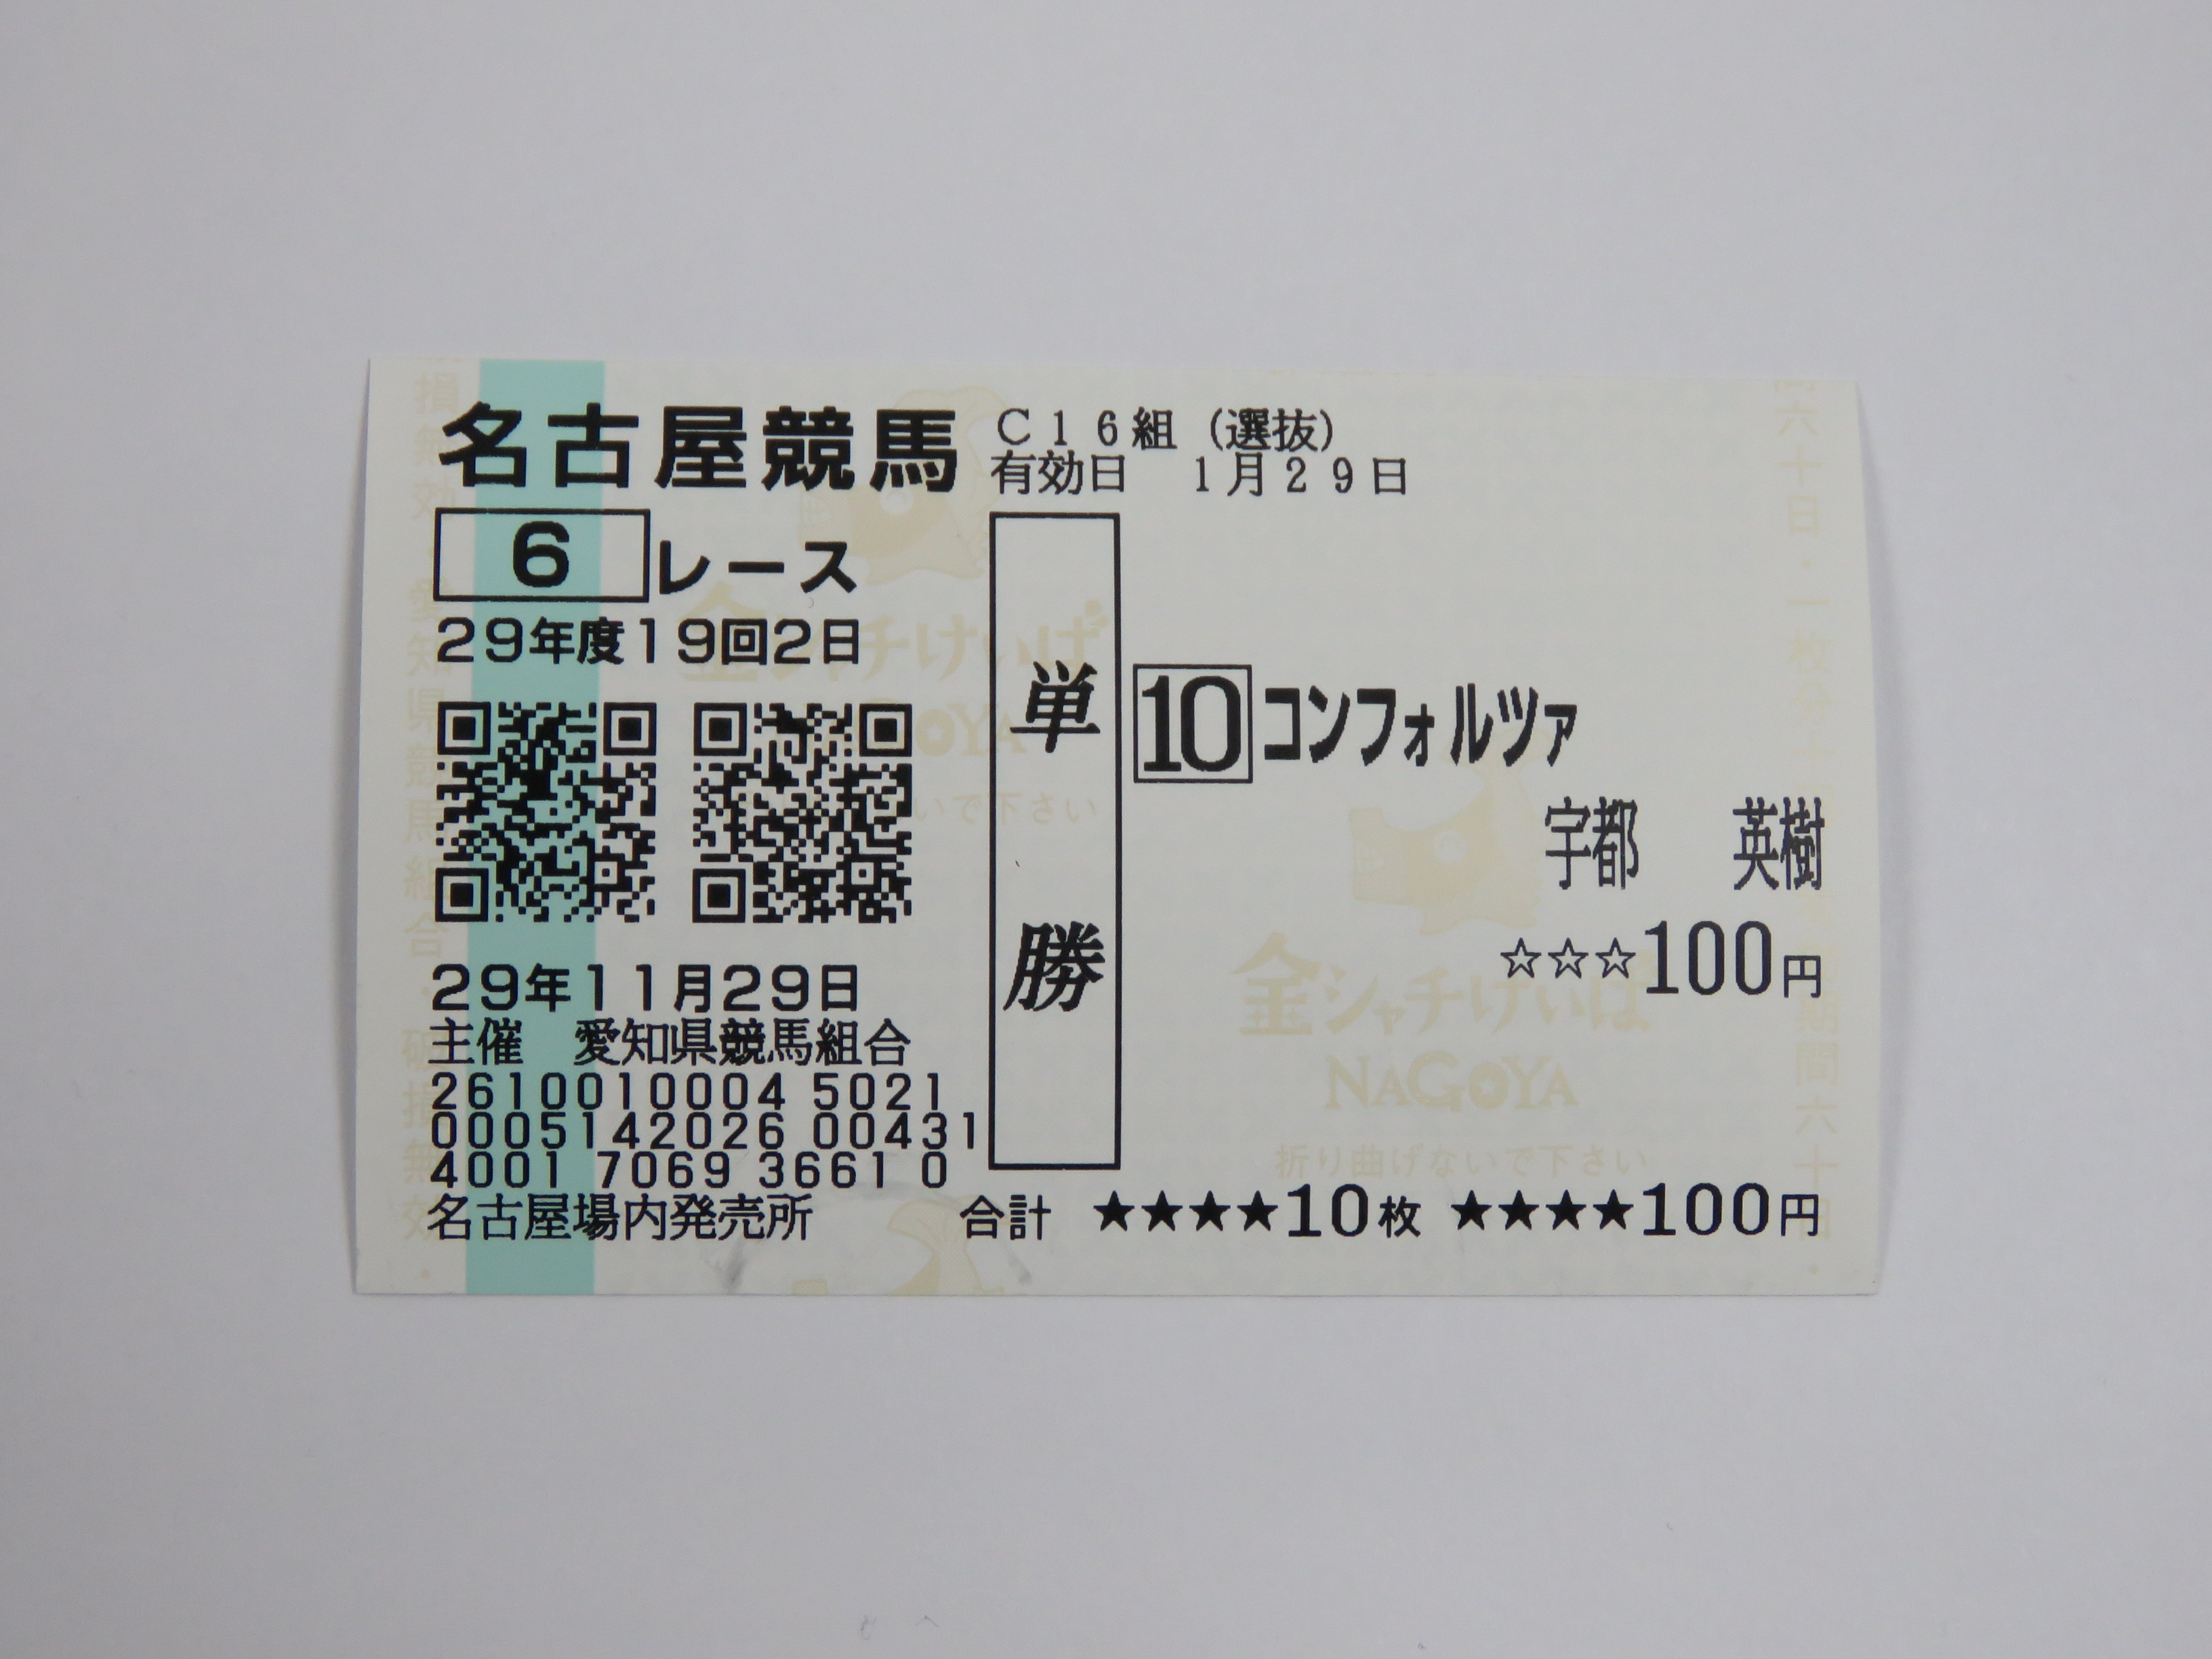 名古屋競馬
C16組(選抜)
有効日 1月29日
6レース
29年度19回2日
単勝
10 コンフォルツァ
宇都 英樹
☆☆☆100円
29年11月29日
主催 愛知県競馬組合
2610010004 5021
0005142026 00431
4001 7069 36661 0
名古屋場内発売所
合計 ★★★★10枚 ★★★★100円
金シャチけいば
NAGOYA
折り曲げないで下さい